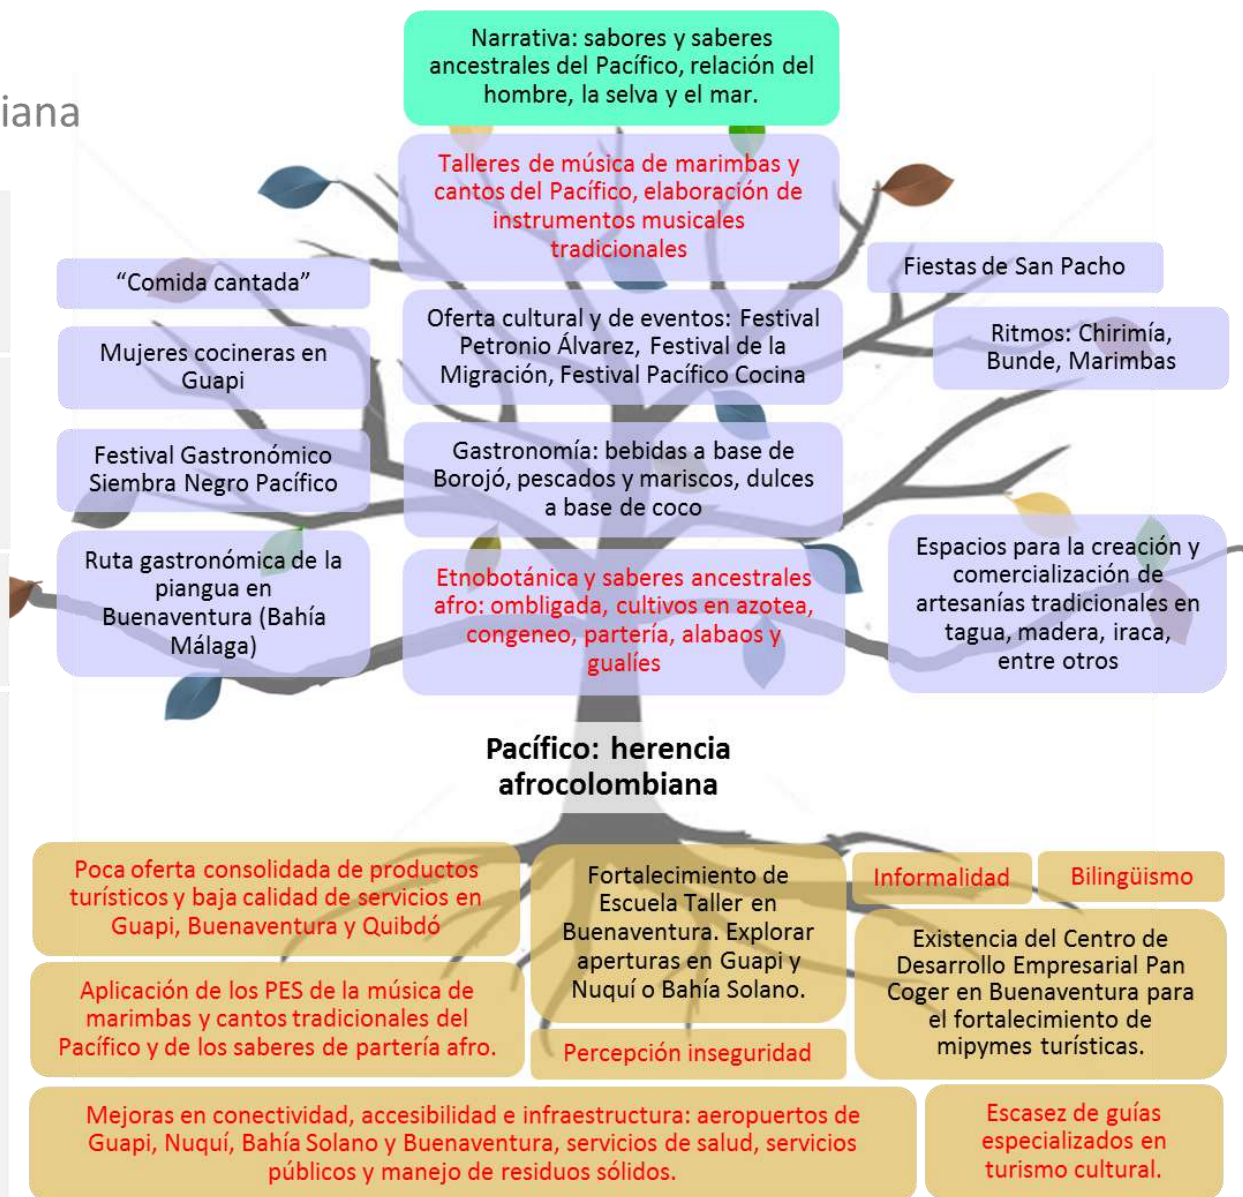 Narrativa: sabores y saberes
ancestrales del Pacífico, relación del
hombre, la selva y el mar.
iana
Talleres de música de marimbas y
cantos del Pacífico, elaboración de
instrumentos musicales
tradicionales
“Comida cantada”
Fiestas de San Pacho
Oferta cultural y de eventos: Festival
Petronio Álvarez, Festival de la
Migración, Festival Pacífico Cocina
Mujeres cocineras en
Guapi
Ritmos: Chirimía,
Bunde, Marimbas
Festival Gastronómico
Siembra Negro Pacífico
Gastronomía: bebidas a base de
Borojó, pescados y mariscos, dulces
a base de coco
Ruta gastronómica de la
piangua en
Buenaventura (Bahía
Málaga)
Etnobotánica y saberes ancestrales
afro: ombligada, cultivos en azotea,
congeneo, partería, alabaos y
gualíes
Espacios para la creación y
comercialización de
artesanías tradicionales en
tagua, madera, iraca,
entre otros
Pacífico: herencia
afrocolombiana
Poca oferta consolidada de productos
turísticos y baja calidad de servicios en
Guapi, Buenaventura y Quibdó
Fortalecimiento de
Escuela Taller en
Buenaventura. Explorar
aperturas en Guapi y
Nuquí o Bahía Solano.
Informalidad
Bilingüismo
Existencia del Centro de
Desarrollo Empresarial Pan
Coger en Buenaventura para
el fortalecimiento de
mipymes turísticas.
Aplicación de los PES de la música de
marimbas y cantos tradicionales del
Pacífico y de los saberes de partería afro.
Percepción inseguridad
Mejoras en conectividad, accesibilidad e infraestructura: aeropuertos de
Guapi, Nuquí, Bahía Solano y Buenaventura, servicios de salud, servicios
públicos y manejo de residuos sólidos.
Escasez de guías
especializados en
turismo cultural.